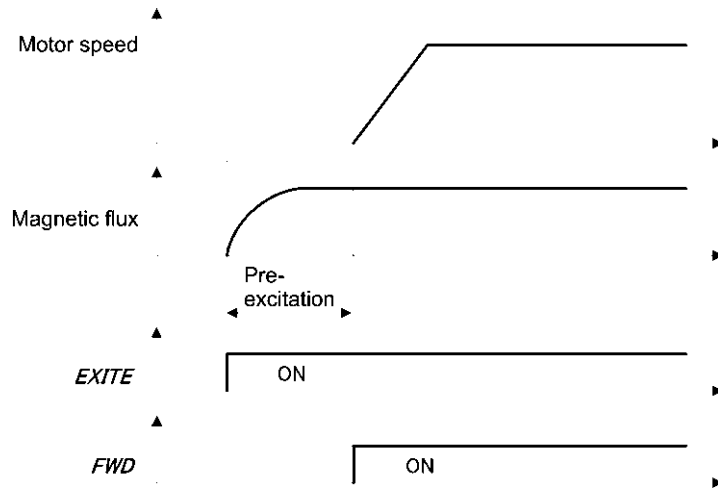 Motor speed
Magnetic flux
Pre-
excitation
EXITE
ON
FWD
ON